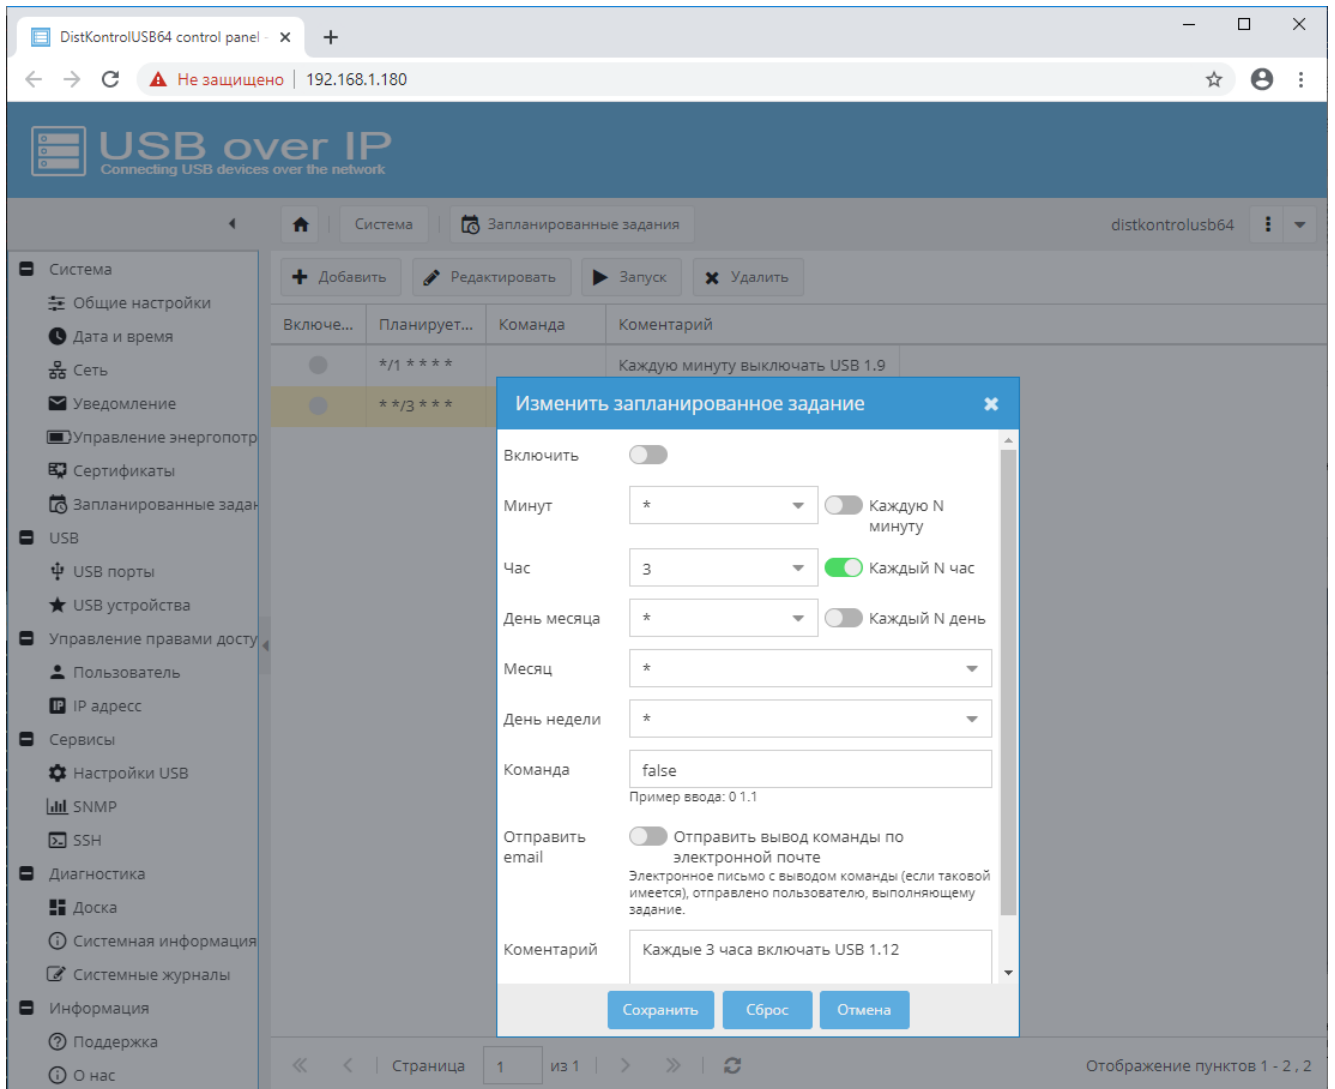 DistKontrolUSB64 control panel -
Не защищено
192.168.1.180
USB over IP
Connecting USB devices over the network
Система
Запланированные задания
distkontrolusb64
Добавить
Редактировать
Запуск
Удалить
Включе...
Планирует...
Команда
Коментарий
*/1 * * * *
Каждую минуту выключать USB 1.9
* */3 * * *
Система
Общие настройки
Дата и время
Сеть
Уведомление
Управление энергопотр
Сертификаты
Запланированные задан
USB
USB порты
USB устройства
Управление правами досту
Пользователь
IP адресс
Сервисы
Настройки USB
SNMP
SSH
Диагностика
Доска
Системная информация
Системные журналы
Информация
Поддержка
О нас
Изменить запланированное задание
Включить
Минут
*
Каждую N
минуту
Час
3
Каждый N час
День месяца
*
Каждый N день
Месяц
*
День недели
*
Команда
false
Пример ввода: 0 1.1
Отправить
email
Отправить вывод команды по
электронной почте
Электронное письмо с выводом команды (если таковой
имеется), отправлено пользователю, выполняющему
задание.
Коментарий
Каждые 3 часа включать USB 1.12
Сохранить
Сброс
Отмена
Страница
1
из 1
Отображение пунктов 1 - 2 , 2